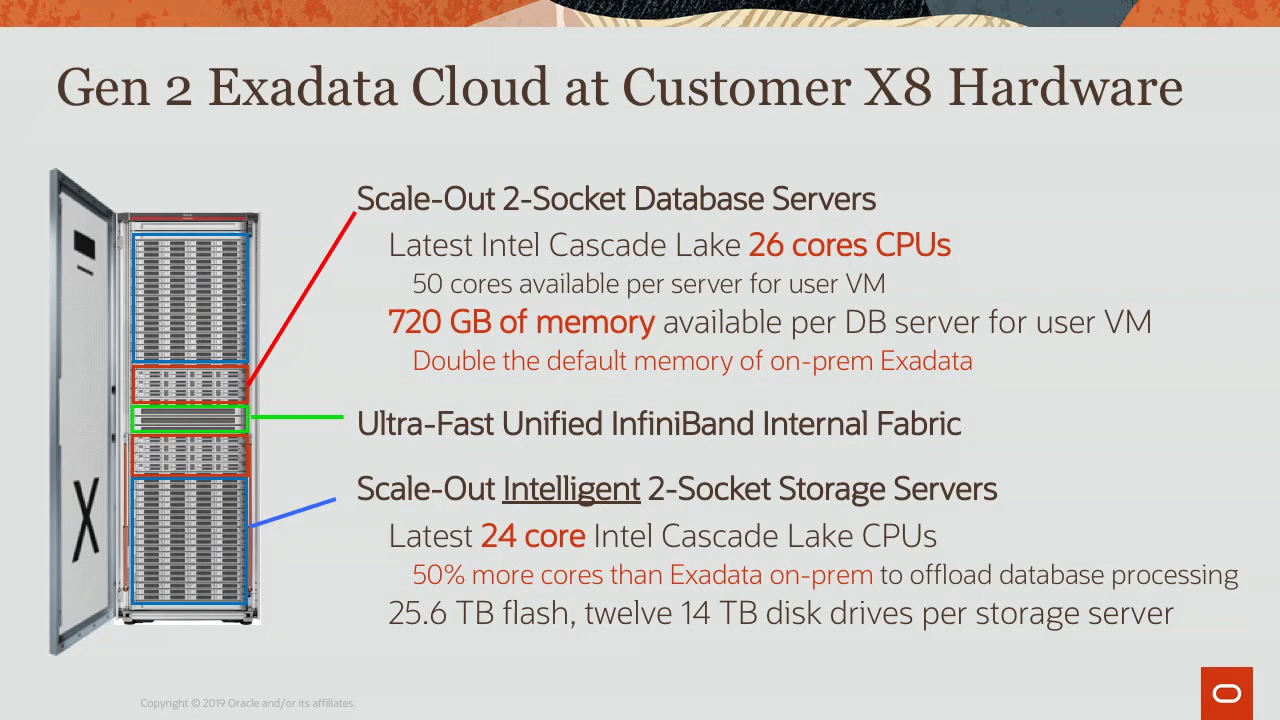 Gen 2 Exadata Cloud at Customer X8 Hardware
Scale-Out 2-Socket Database Servers
Latest Intel Cascade Lake 26 cores CPUs
50 cores available per server for user VM
720 GB of memory available per DB server for user VM
Double the default memory of on-prem Exadata
Ultra-Fast Unified InfiniBand Internal Fabric
Scale-Out Intelligent 2-Socket Storage Servers
Latest 24 core Intel Cascade Lake CPUs
50% more cores than Exadata on-prem to offload database processing
25.6 TB flash, twelve 14 TB disk drives per storage server
X
Copyright © 2019 Oracle and/or its affiliates.